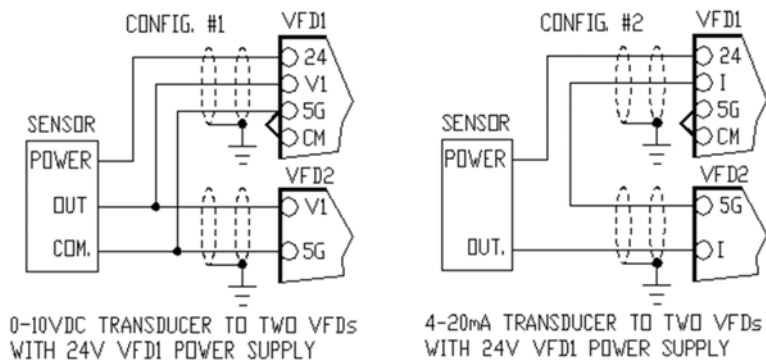 CONFIG. #1
VFD1
24
V1
5G
CM
SENSOR
POWER
OUT
COM.
VFD2
V1
5G
0-10VDC TRANSDUCER TO TWO VFDs
WITH 24V VFD1 POWER SUPPLY
CONFIG. #2
VFD1
24
I
5G
CM
SENSOR
POWER
OUT.
VFD2
5G
I
4-20mA TRANSDUCER TO TWO VFDs
WITH 24V VFD1 POWER SUPPLY